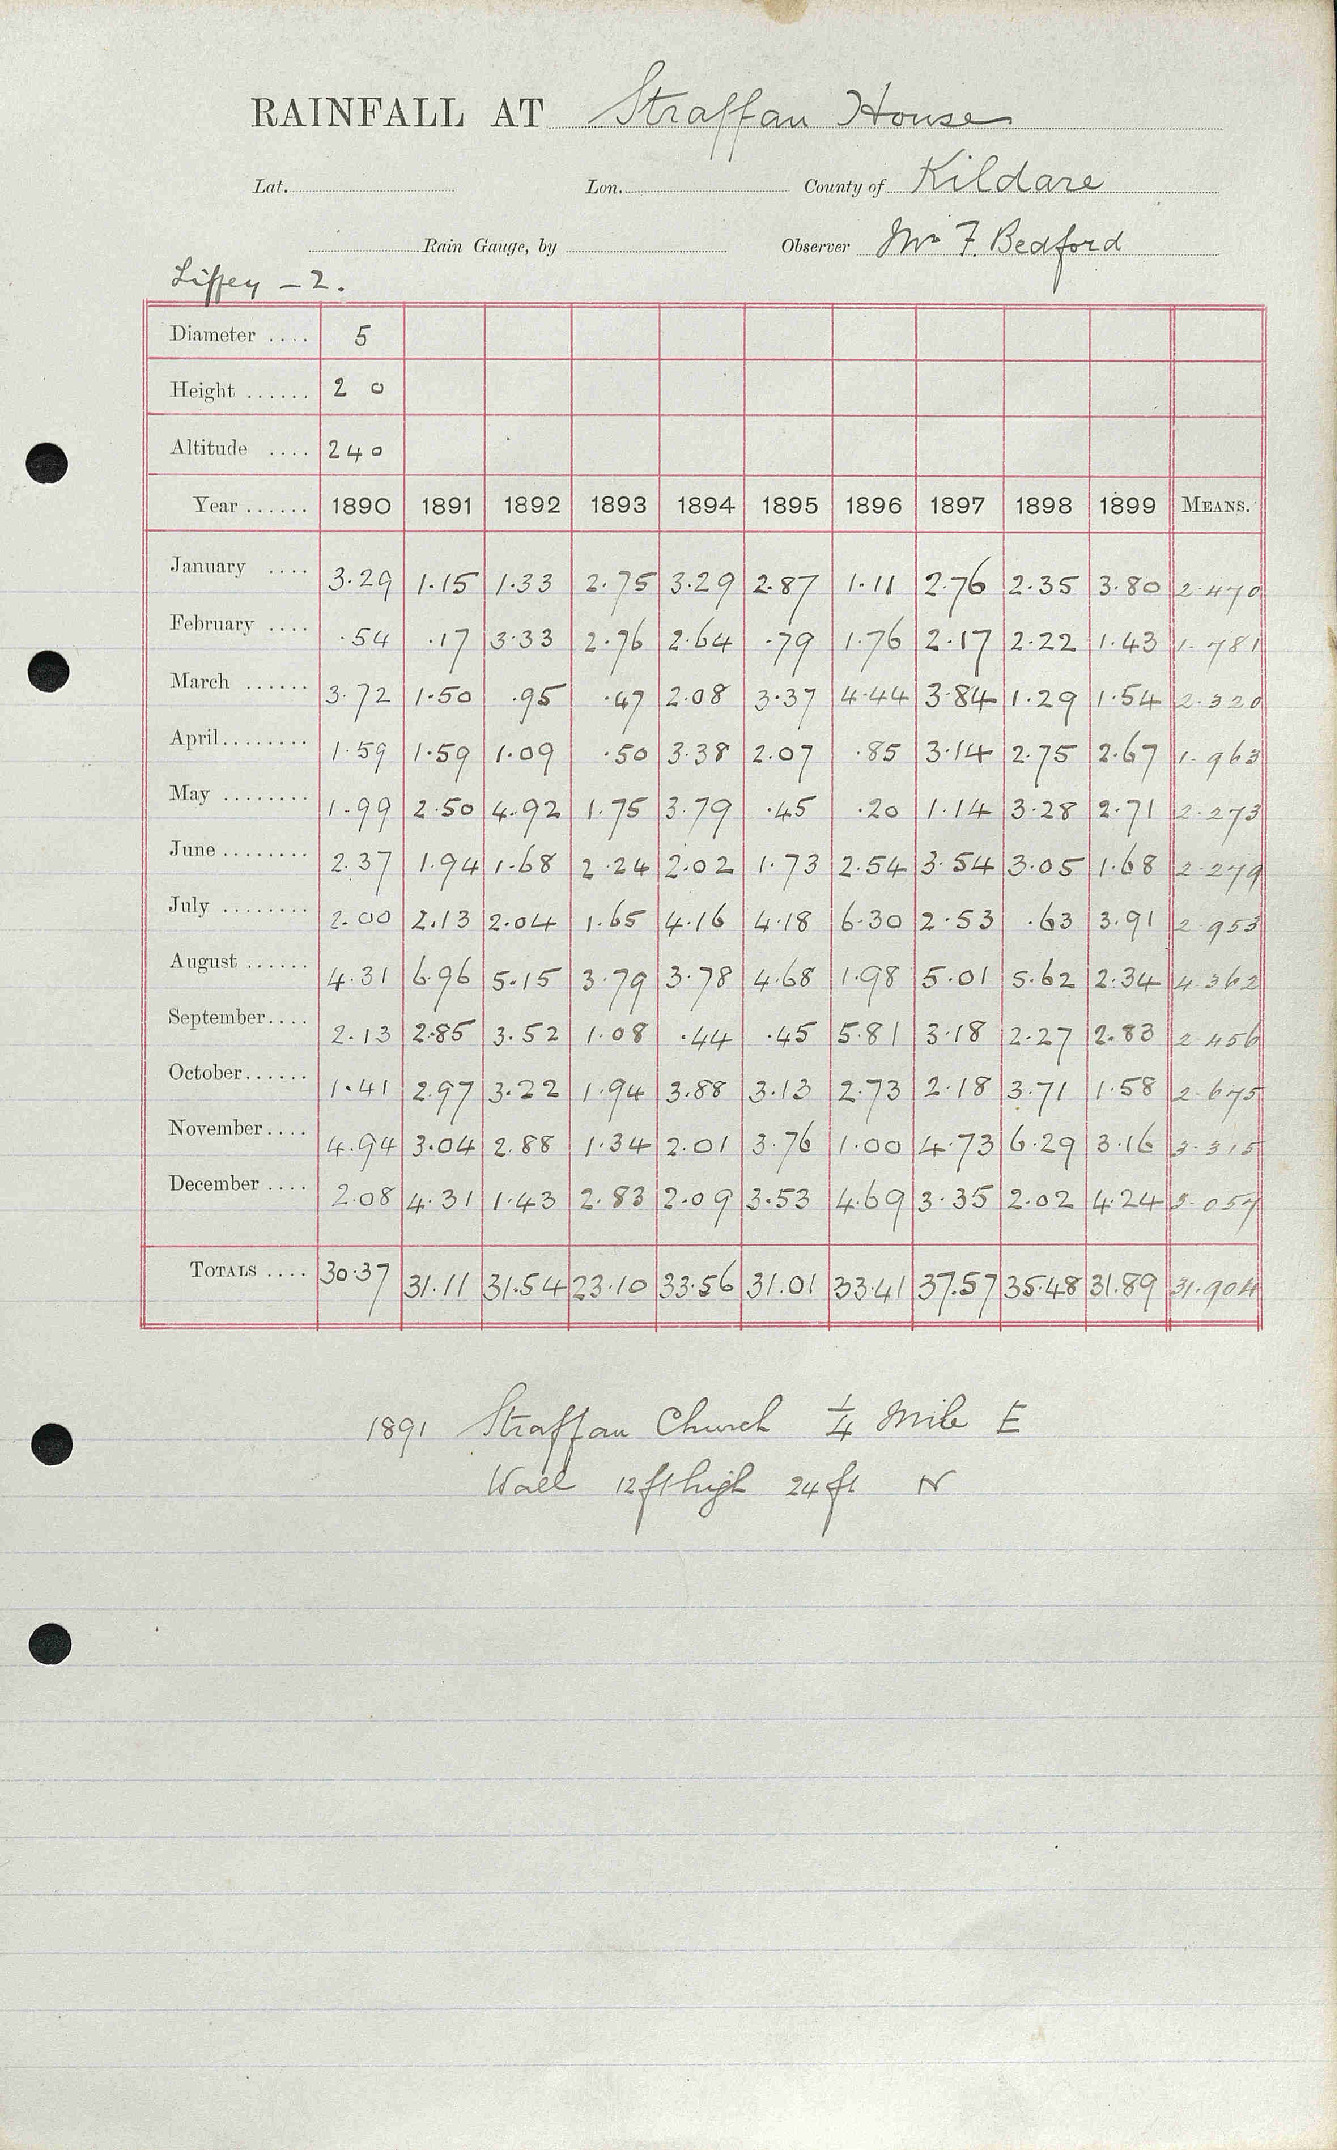 RAINFALL AT Straffan House
Lat. Lon. County of Kildare
Rain Gauge, by Observer Mr F. Bedford
Liffey – 2.
Diameter .... 5
Height ...... 2 0
Altitude .... 240
Year ...... 1890 1891 1892 1893 1894 1895 1896 1897 1898 1899 MEANS.
January .... 3.29 1.15 1.33 2.75 3.29 2.87 1.11 2.76 2.35 3.80 2.470
February .... .54 .17 3.33 2.76 2.64 .79 1.76 2.17 2.22 1.43 1.781
March ...... 3.72 1.50 .95 .47 2.08 3.37 4.44 3.84 1.29 1.54 2.320
April........ 1.59 1.59 1.09 .50 3.38 2.07 .85 3.14 2.75 2.67 1.963
May ........ 1.99 2.50 4.92 1.75 3.79 .45 .20 1.14 3.28 2.71 2.273
June........ 2.37 1.94 1.68 2.24 2.02 1.73 2.54 3.54 3.05 1.68 2.279
July ........ 2.00 2.13 2.04 1.65 4.16 4.18 6.30 2.53 .63 3.91 2.953
August ...... 4.31 6.96 5.15 3.79 3.78 4.68 1.98 5.01 5.62 2.34 4.362
September.... 2.13 2.85 3.52 1.08 .44 .45 5.81 3.18 2.27 2.83 2.456
October...... 1.41 2.97 3.22 1.94 3.88 3.13 2.73 2.18 3.71 1.58 2.675
November.... 4.94 3.04 2.88 1.34 2.01 3.76 1.00 4.73 6.29 3.16 3.315
December .... 2.08 4.31 1.43 2.83 2.09 3.53 4.69 3.35 2.02 4.24 3.057
TOTALS .... 30.37 31.11 31.54 23.10 33.56 31.01 33.41 37.57 35.48 31.89 31.904
1891 Straffan Church 1/4 Mile E
Wall 12 ft high 24 ft N